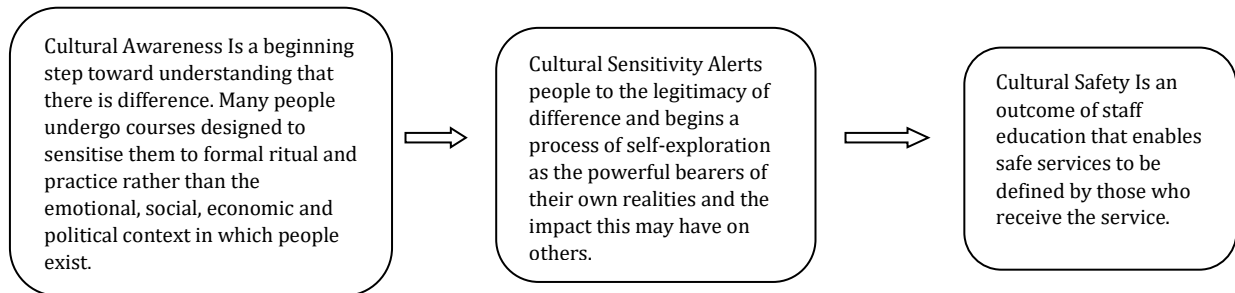 Cultural Awareness Is a beginning
step toward understanding that
there is difference. Many people
undergo courses designed to
sensitise them to formal ritual and
practice rather than the
emotional, social, economic and
political context in which people
exist.
Cultural Sensitivity Alerts
people to the legitimacy of
difference and begins a
process of self-exploration
as the powerful bearers of
their own realities and the
impact this may have on
others.
Cultural Safety Is an
outcome of staff
education that enables
safe services to be
defined by those who
receive the service.